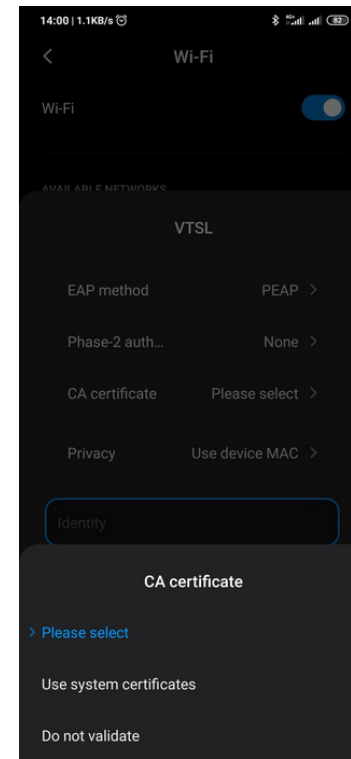 14:00 | 1.1KB/s 82
Wi-Fi
Wi-Fi
AVAILABLE NETWORKS
VTSL
EAP method PEAP >
Phase-2 auth... None >
CA certificate Please select >
Privacy Use device MAC >
Identity
CA certificate
> Please select
Use system certificates
Do not validate